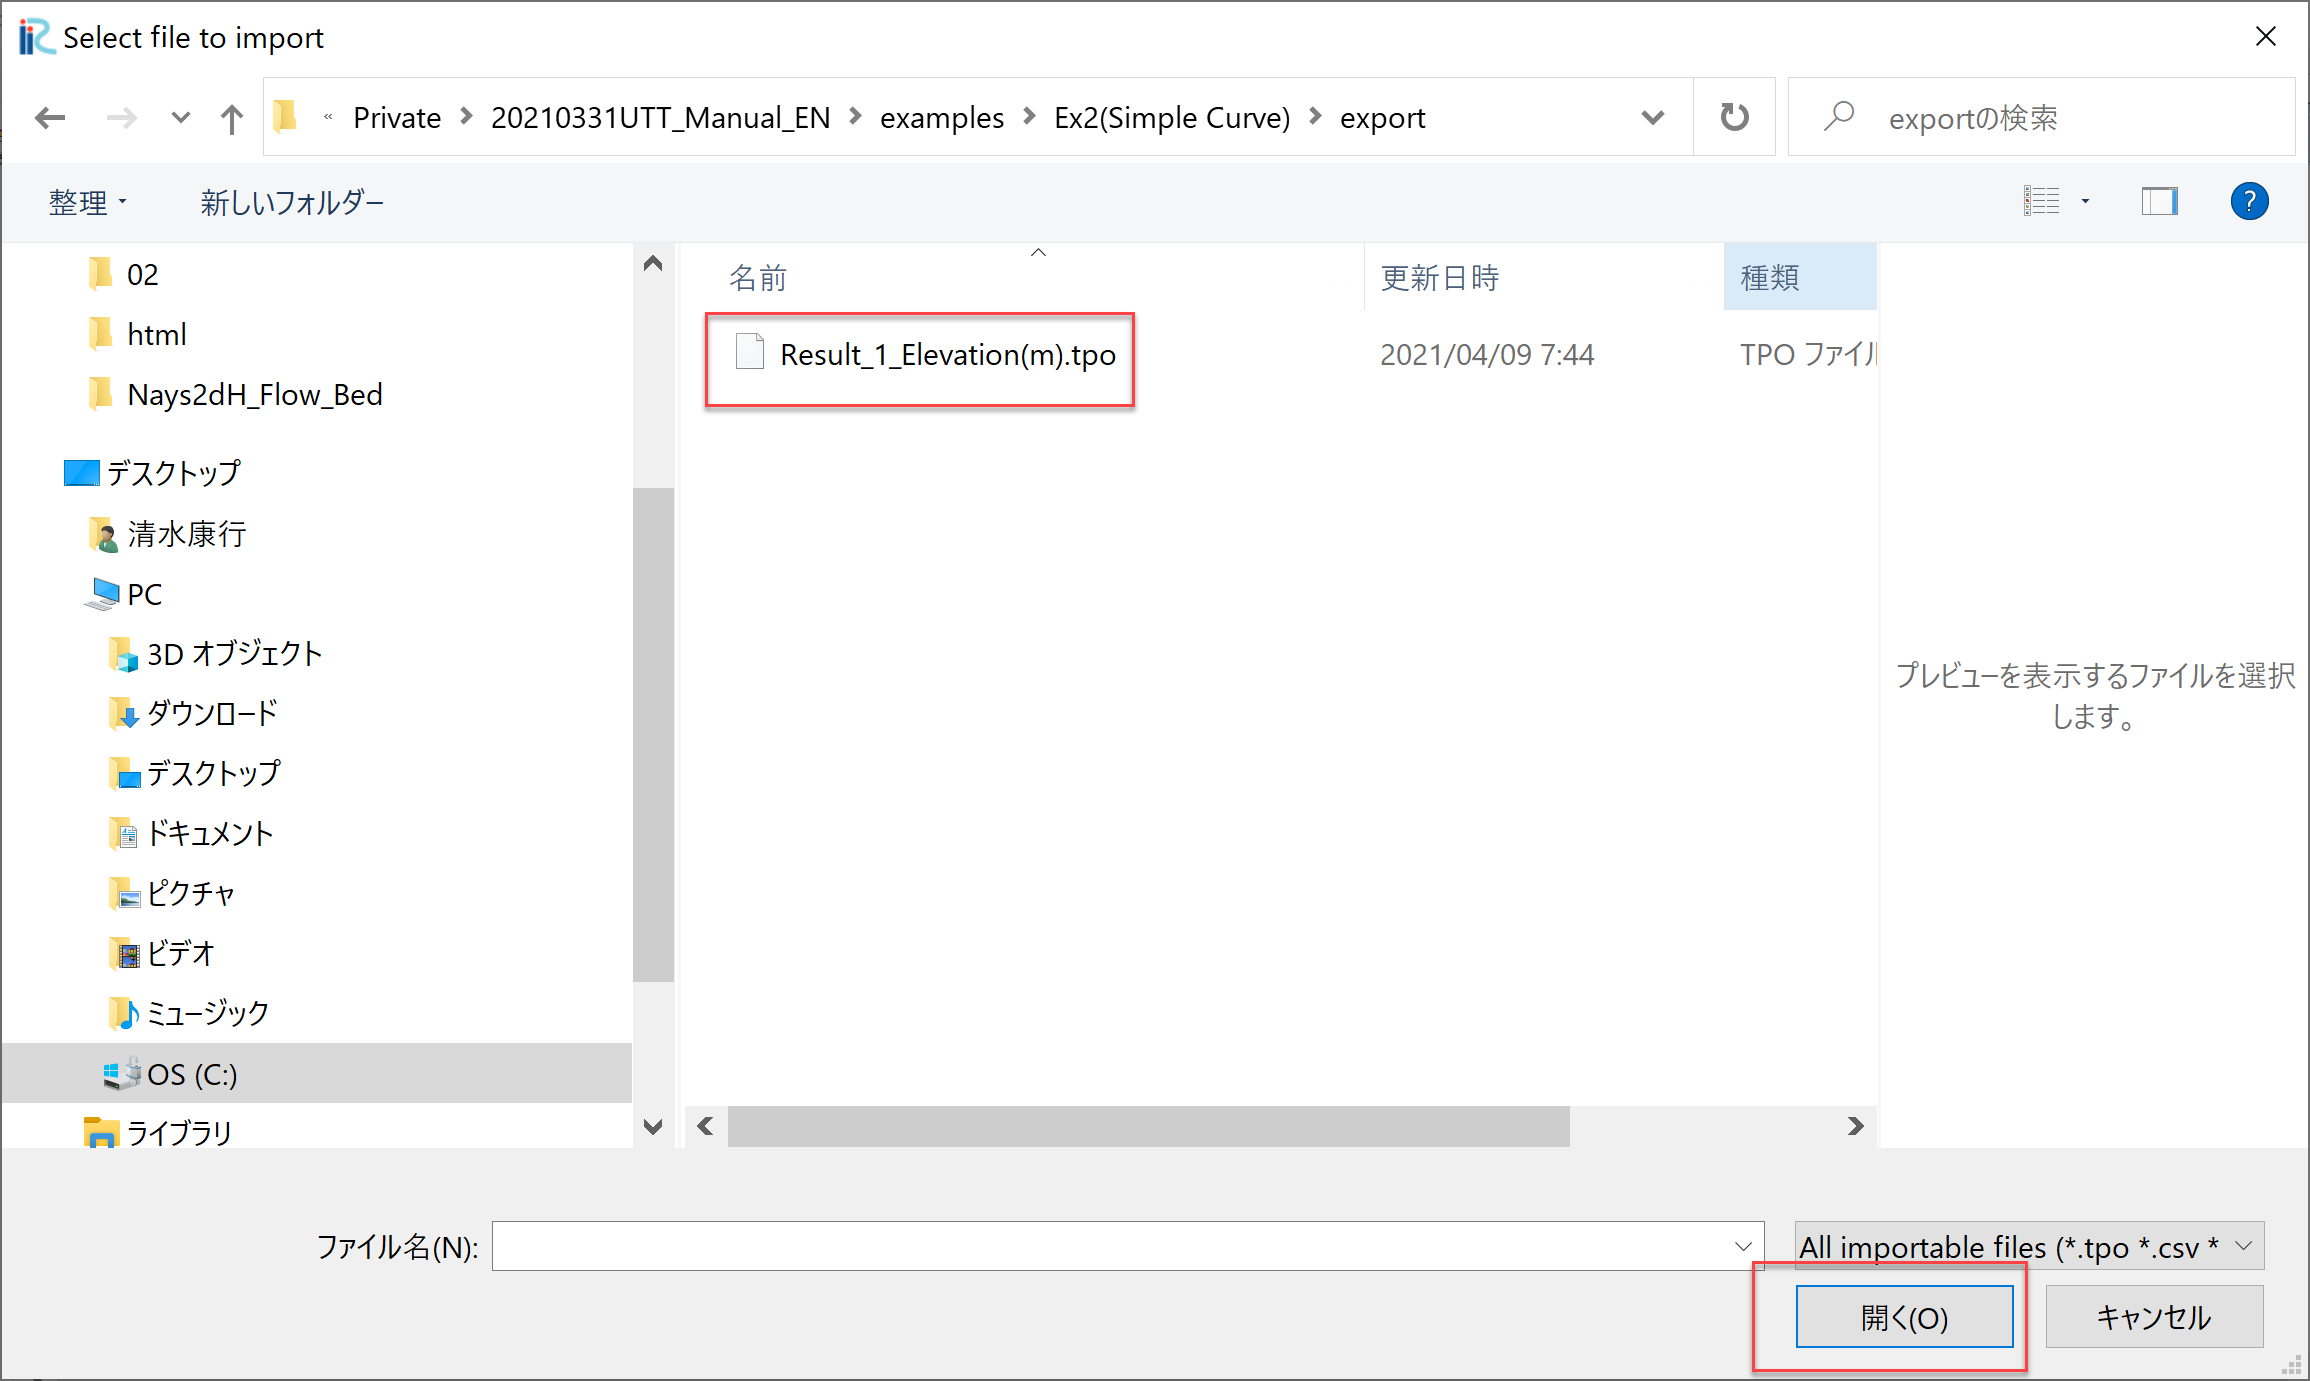 Select file to import
« Private > 20210331UTT_Manual_EN > examples > Ex2(Simple Curve) > export
exportの検索
整理
新しいフォルダー
?
02
html
Nays2dH_Flow_Bed
デスクトップ
清水康行
PC
3D オブジェクト
ダウンロード
デスクトップ
ドキュメント
ピクチャ
ビデオ
ミュージック
OS (C:)
ライブラリ
名前 更新日時 種類
Result_1_Elevation(m).tpo 2021/04/09 7:44 TPO ファイル
プレビューを表示するファイルを選択
します。
ファイル名(N):
All importable files (*.tpo *.csv *
開く(O)
キャンセル